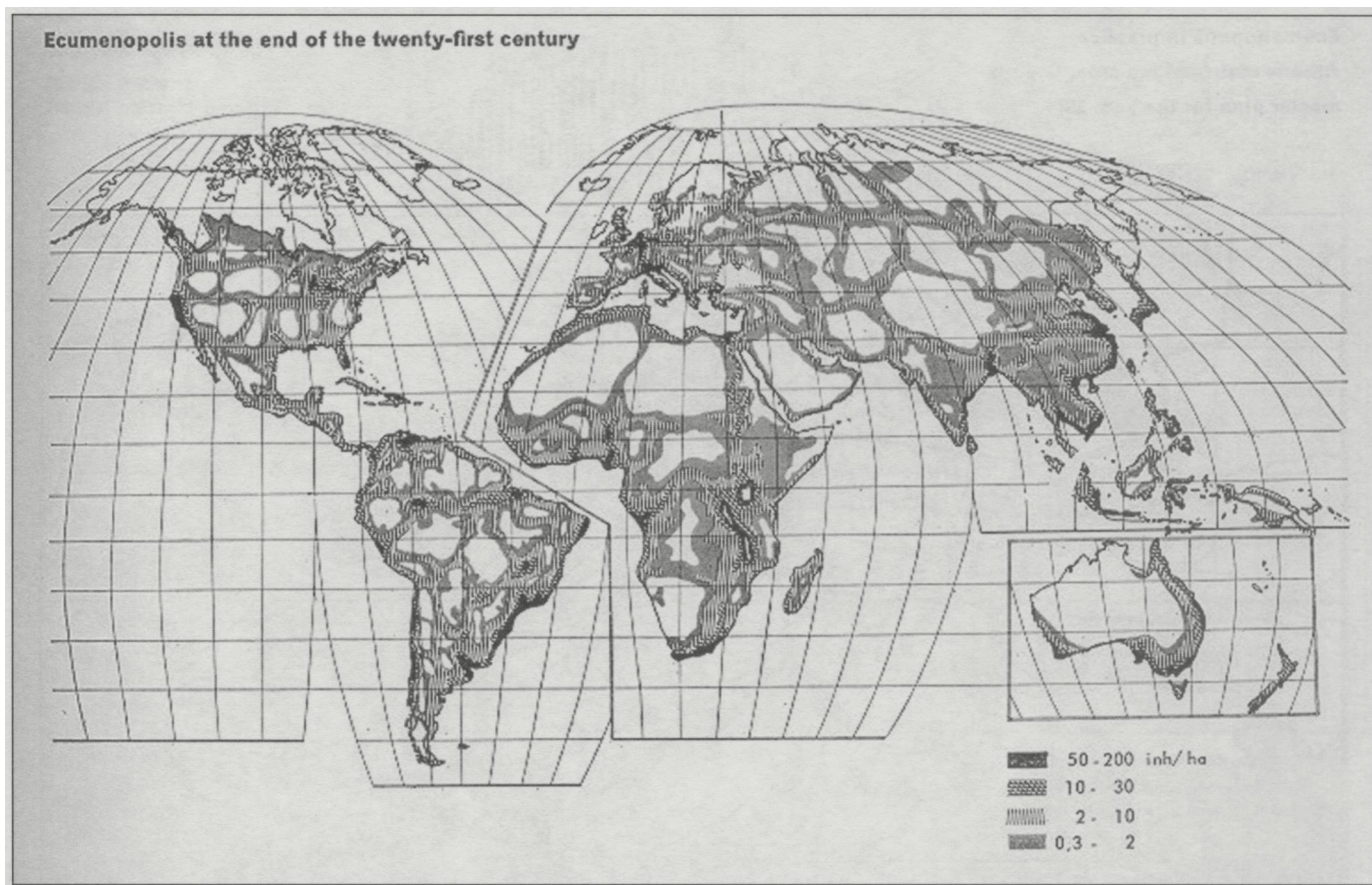 Ecumenopolis at the end of the twenty-first century
50-200 inh/ha
10- 30
2- 10
0,3- 2